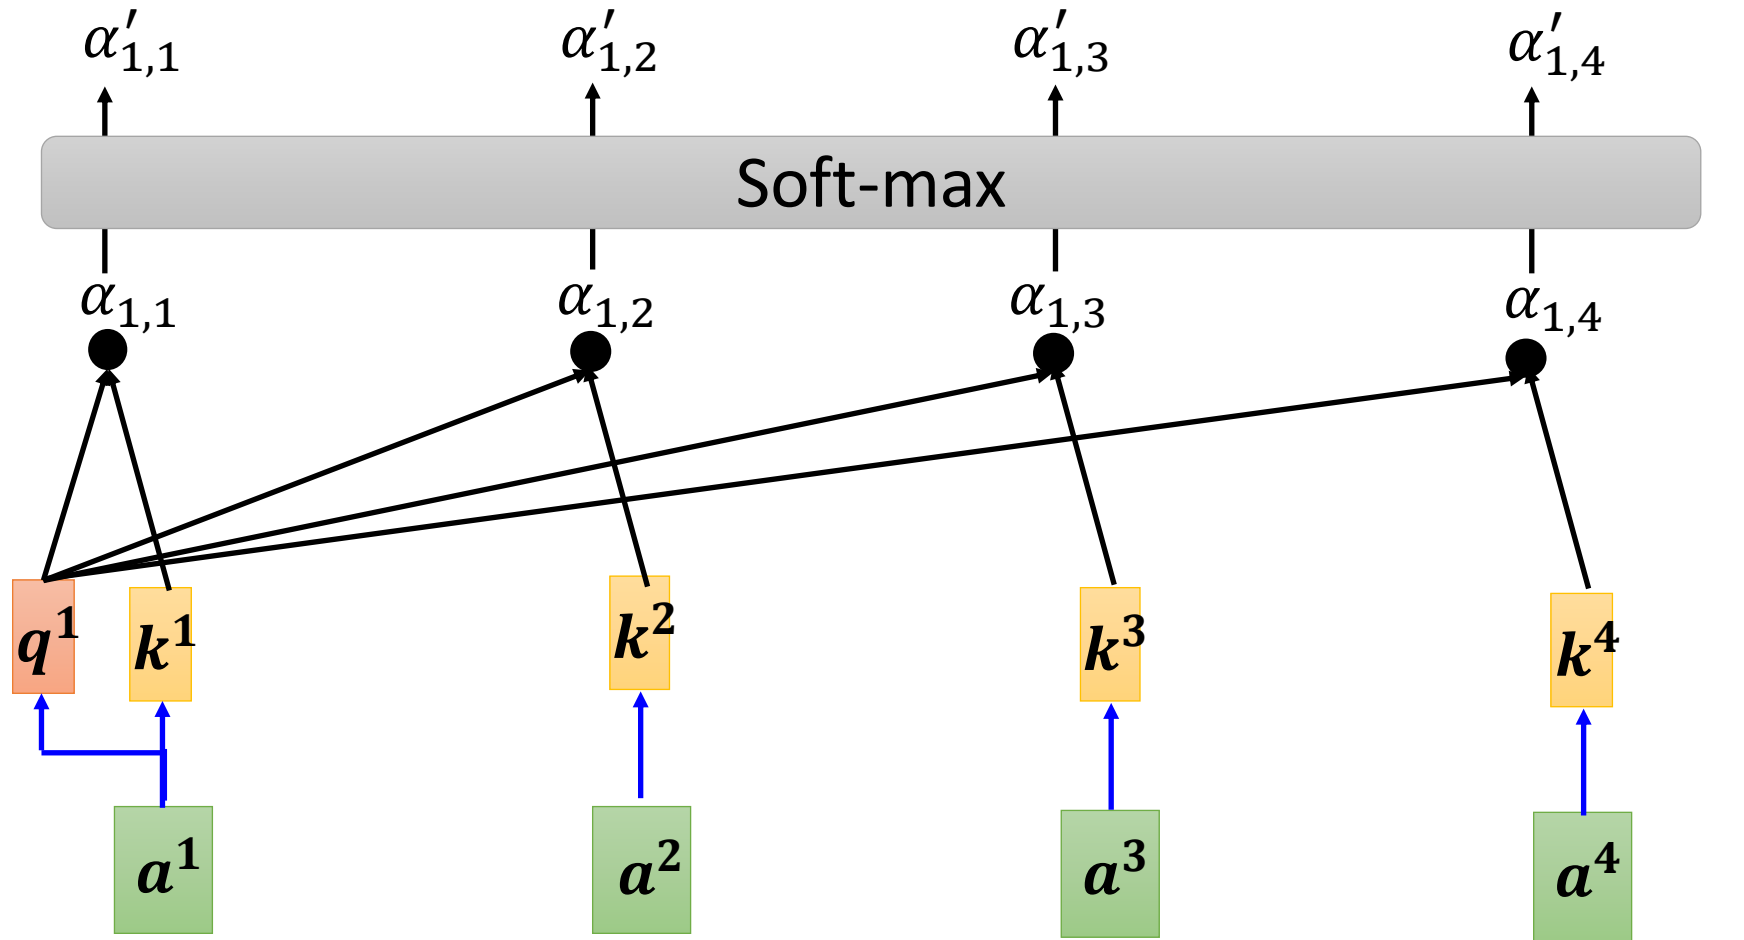 α′1,1 α′1,2 α′1,3 α′1,4
Soft-max
α1,1 α1,2 α1,3 α1,4
q¹ k¹ k² k³ k⁴
a¹ a² a³ a⁴